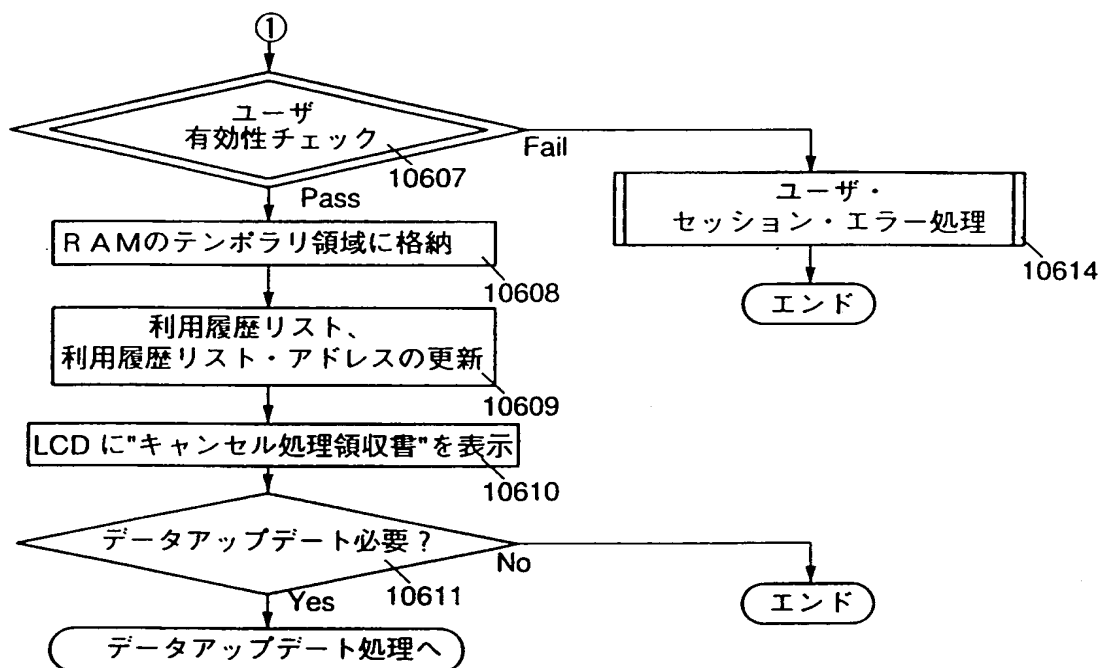 ①
ユーザ
有効性チェック
10607
Fail
Pass
ユーザ・
セッション・エラー処理
10614
RAMのテンポラリ領域に格納
10608
エンド
利用履歴リスト、
利用履歴リスト・アドレスの更新
10609
LCDに"キャンセル処理領収書"を表示
10610
データアップデート必要?
10611
No
Yes
エンド
データアップデート処理へ